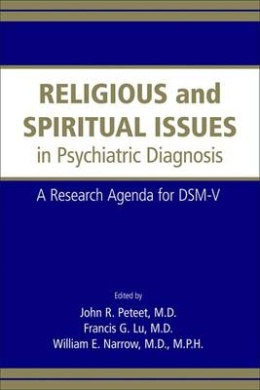 RELIGIOUS and
SPIRITUAL ISSUES
in Psychiatric Diagnosis
A Research Agenda for DSM-V
Edited by
John R. Peteet, M.D.
Francis G. Lu, M.D.
William E. Narrow, M.D., M.P.H.